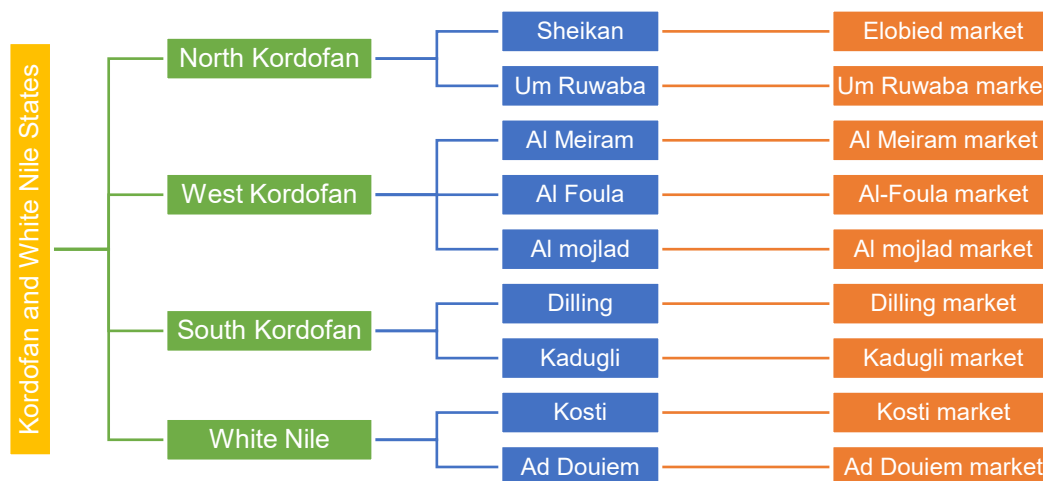 Kordofan and White Nile States
North Kordofan
Sheikan
Elobied market
Um Ruwaba
Um Ruwaba marke
West Kordofan
Al Meiram
Al Meiram market
Al Foula
Al-Foula market
Al mojlad
Al mojlad market
South Kordofan
Dilling
Dilling market
Kadugli
Kadugli market
White Nile
Kosti
Kosti market
Ad Douiem
Ad Douiem market